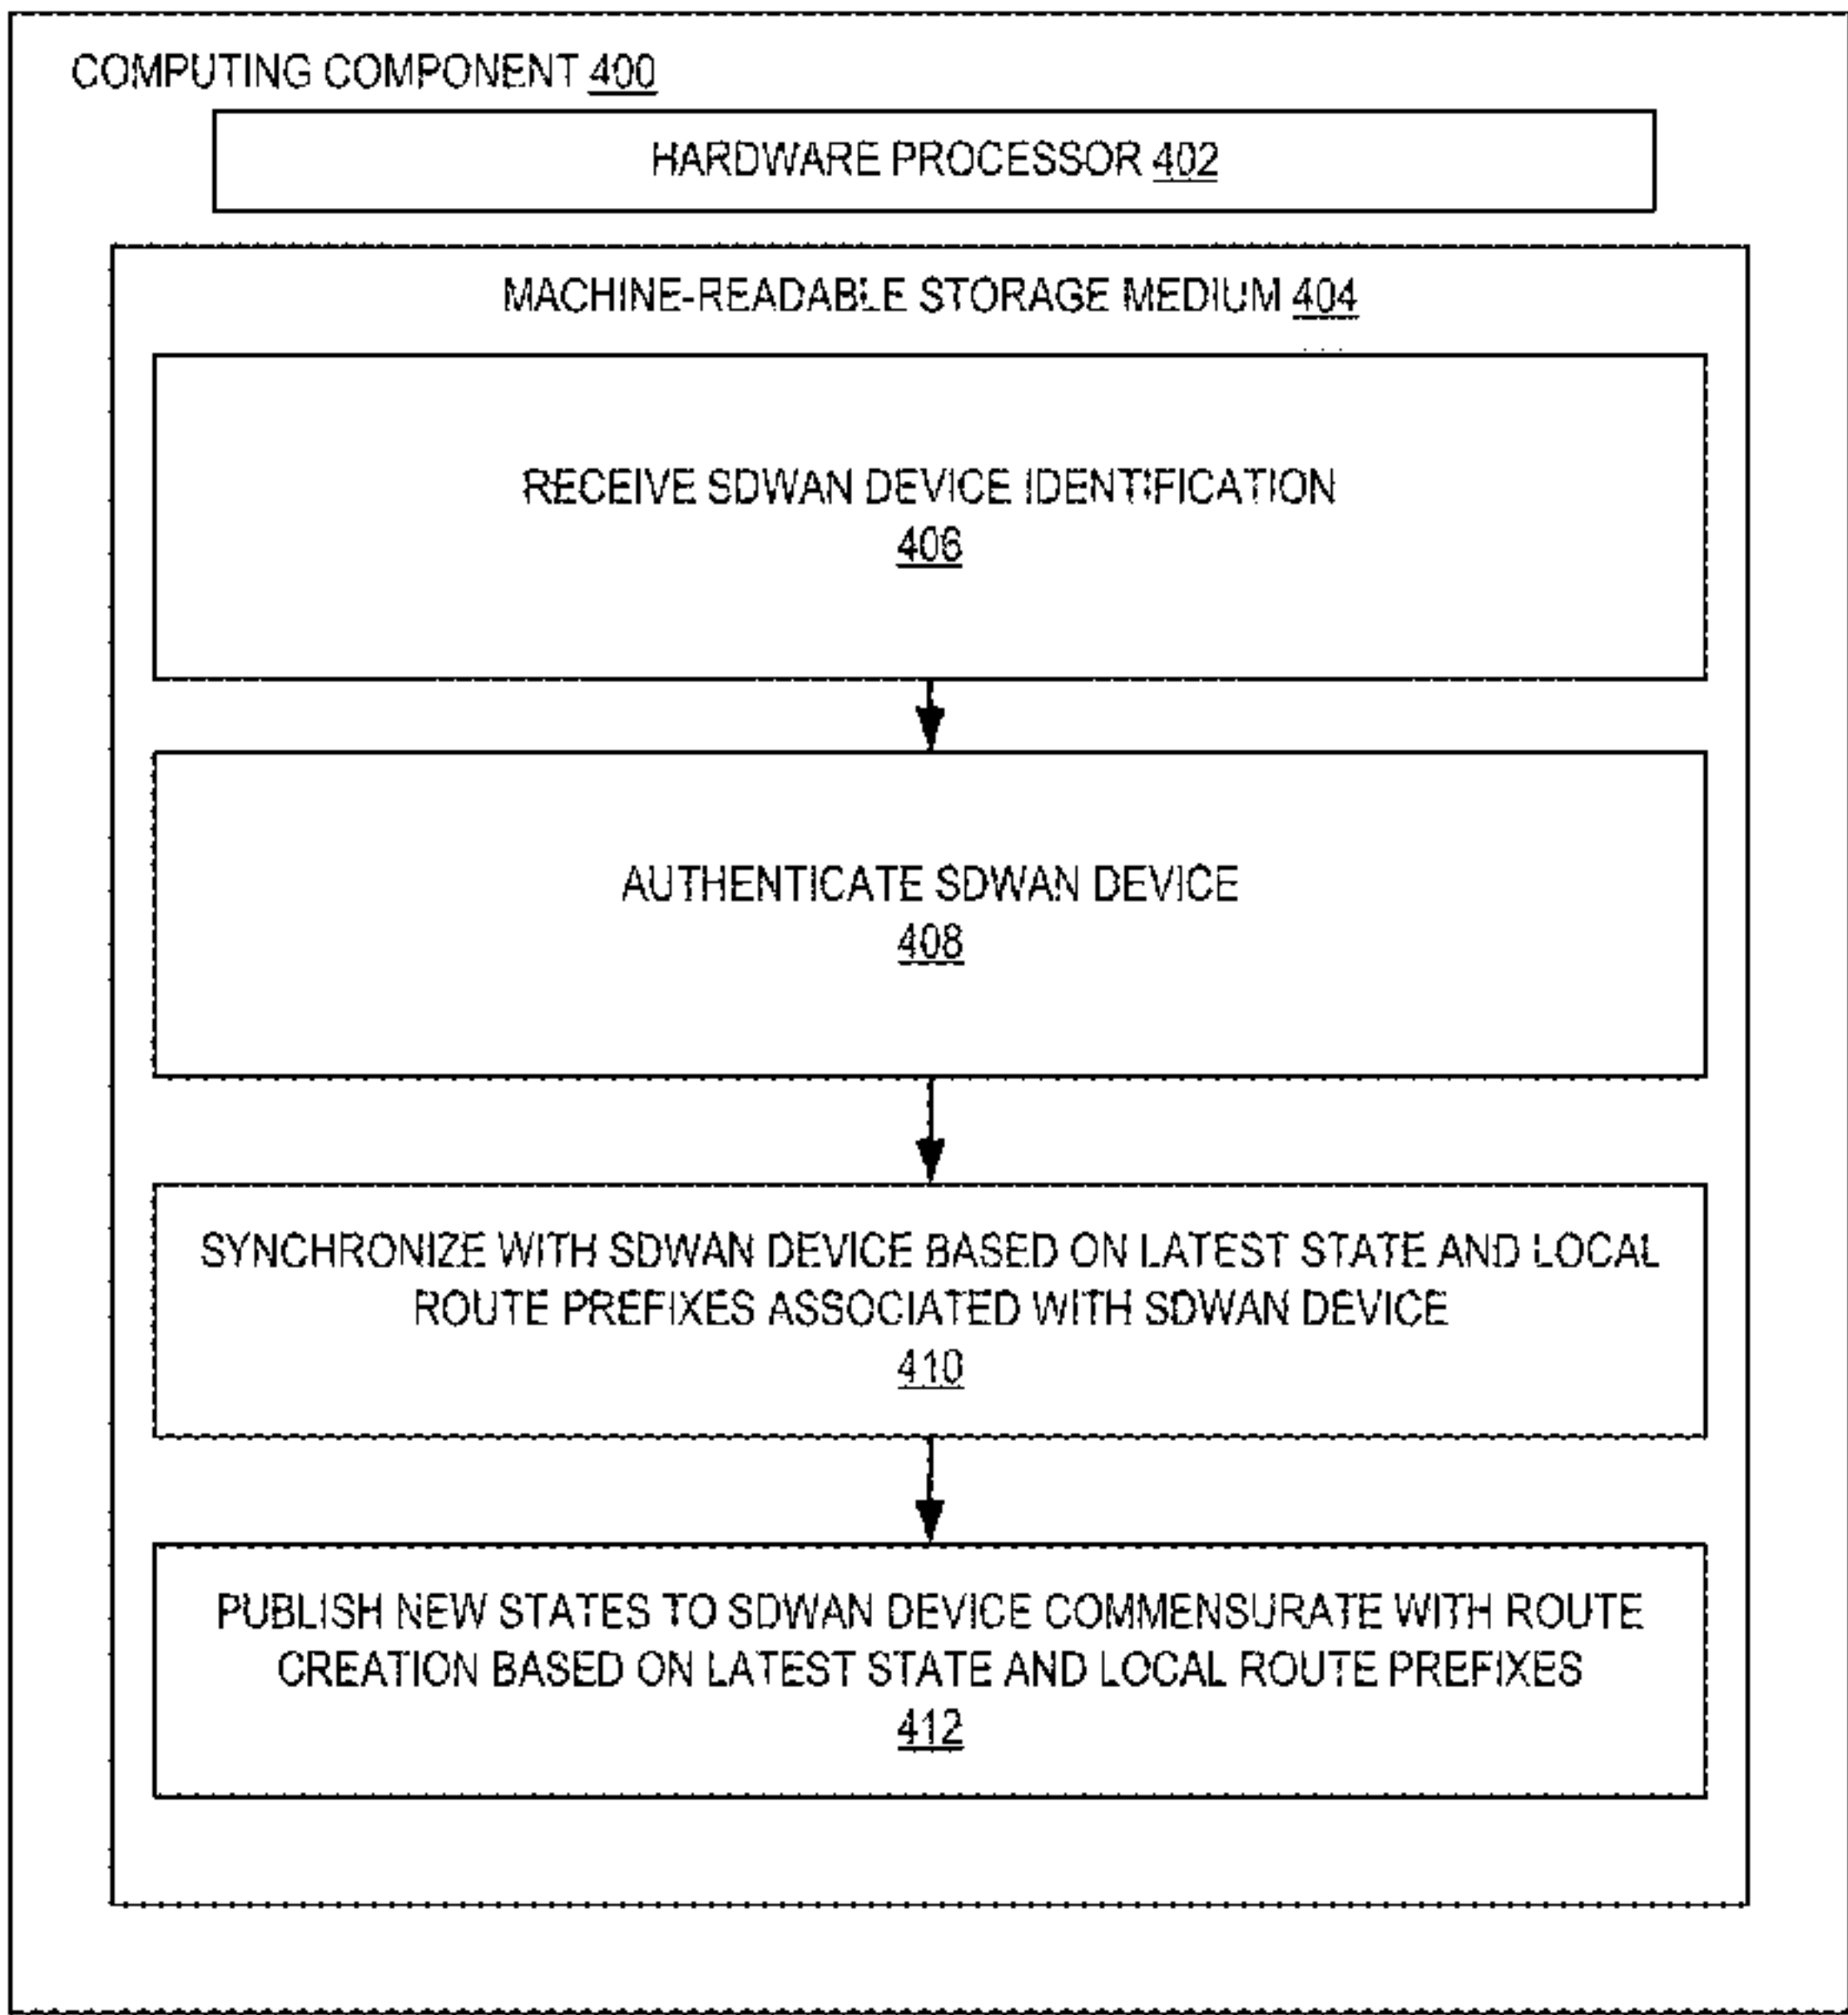 COMPUTING COMPONENT 400
HARDWARE PROCESSOR 402
MACHINE-READABLE STORAGE MEDIUM 404
RECEIVE SDWAN DEVICE IDENTIFICATION
406
AUTHENTICATE SDWAN DEVICE
408
SYNCHRONIZE WITH SDWAN DEVICE BASED ON LATEST STATE AND LOCAL
ROUTE PREFIXES ASSOCIATED WITH SDWAN DEVICE
410
PUBLISH NEW STATES TO SDWAN DEVICE COMMENSURATE WITH ROUTE
CREATION BASED ON LATEST STATE AND LOCAL ROUTE PREFIXES
412